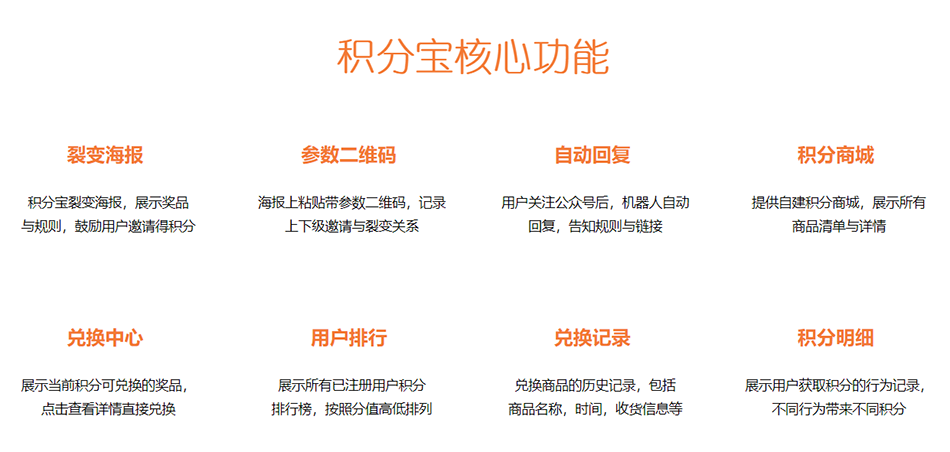 积分宝核心功能
裂变海报
积分宝裂变海报，展示奖品
与规则，鼓励用户邀请得积分
参数二维码
海报上粘贴带参数二维码，记录
上下级邀请与裂变关系
自动回复
用户关注公众号后，机器人自动
回复，告知规则与链接
积分商城
提供自建积分商城，展示所有
商品清单与详情
兑换中心
展示当前积分可兑换的奖品，
点击查看详情直接兑换
用户排行
展示所有已注册用户积分
排行榜，按照分值高低排列
兑换记录
兑换商品的历史记录，包括
商品名称，时间，收货信息等
积分明细
展示用户获取积分的行为记录，
不同行为带来不同积分